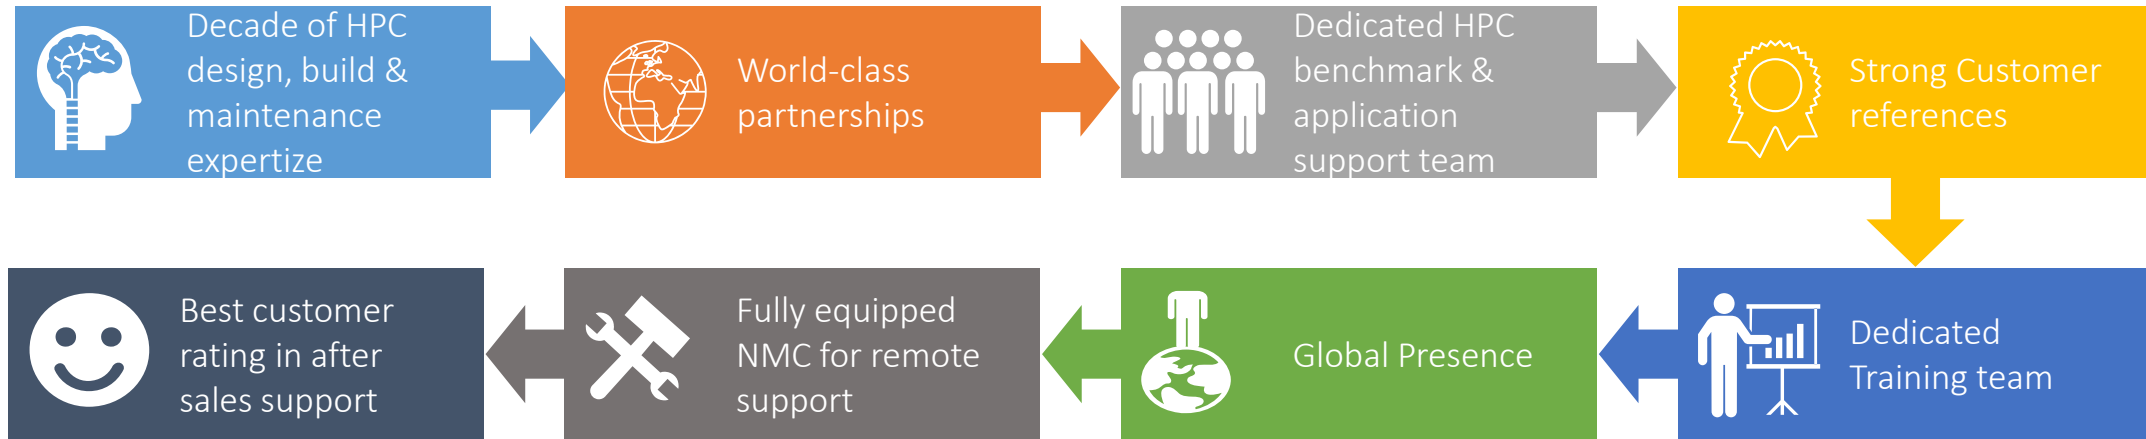 Decade of HPC
design, build &
maintenance
expertize
World-class
partnerships
Dedicated HPC
benchmark &
application
support team
Strong Customer
references
Dedicated
Training team
Global Presence
Fully equipped
NMC for remote
support
Best customer
rating in after
sales support